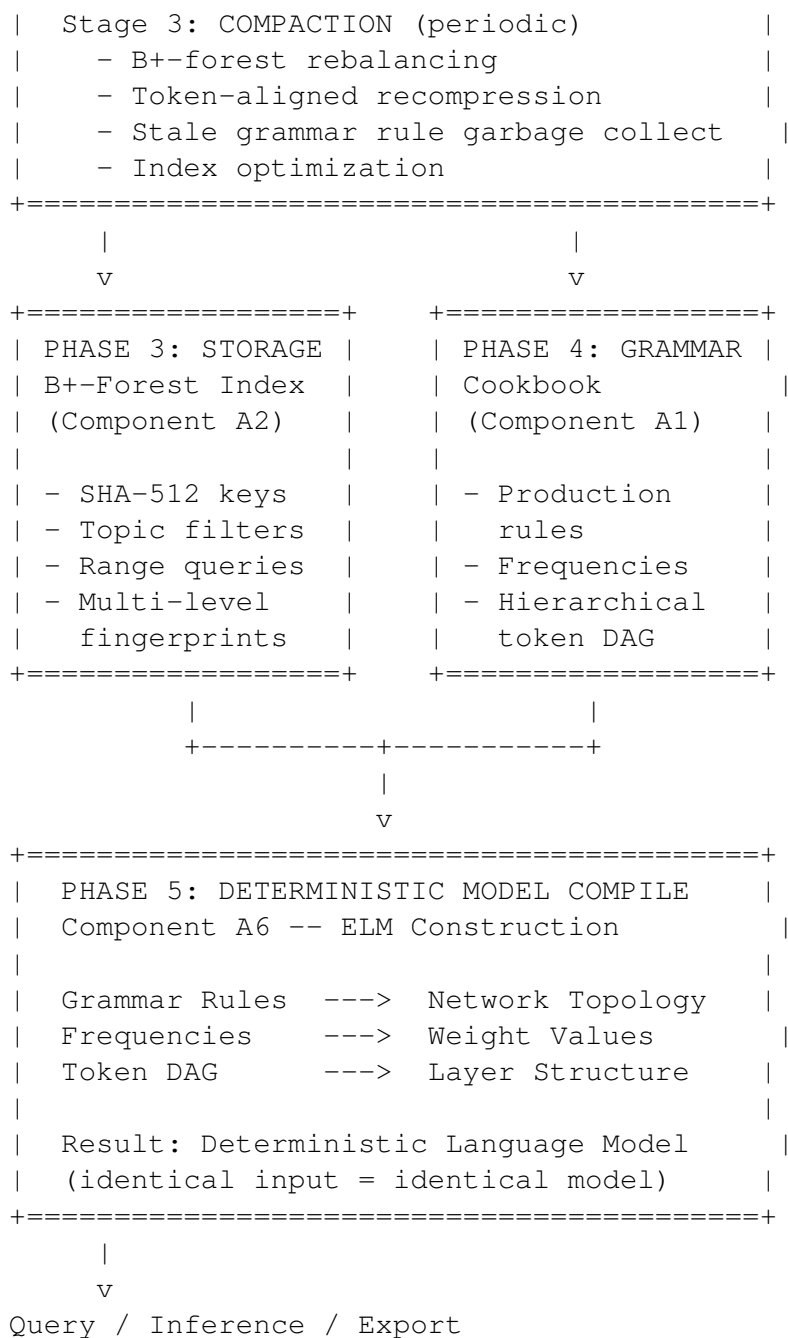 |  Stage 3: COMPACTION (periodic)          |
|    - B+-forest rebalancing               |
|    - Token-aligned recompression         |
|    - Stale grammar rule garbage collect   |
|    - Index optimization                  |
+==========================================+
     |                           |
     v                           v
+==================+    +==================+
| PHASE 3: STORAGE |    | PHASE 4: GRAMMAR |
| B+-Forest Index  |    | Cookbook          |
| (Component A2)   |    | (Component A1)   |
|                  |    |                  |
| - SHA-512 keys   |    | - Production     |
| - Topic filters  |    |   rules          |
| - Range queries  |    | - Frequencies    |
| - Multi-level    |    | - Hierarchical   |
|   fingerprints   |    |   token DAG      |
+==================+    +==================+
          |                      |
          +----------+-----------+
                     |
                     v
+==========================================+
|  PHASE 5: DETERMINISTIC MODEL COMPILE    |
|  Component A6 -- ELM Construction         |
|                                          |
|  Grammar Rules  --->  Network Topology   |
|  Frequencies    --->  Weight Values       |
|  Token DAG      --->  Layer Structure    |
|                                          |
|  Result: Deterministic Language Model     |
|  (identical input = identical model)     |
+==========================================+
     |
     v
Query / Inference / Export